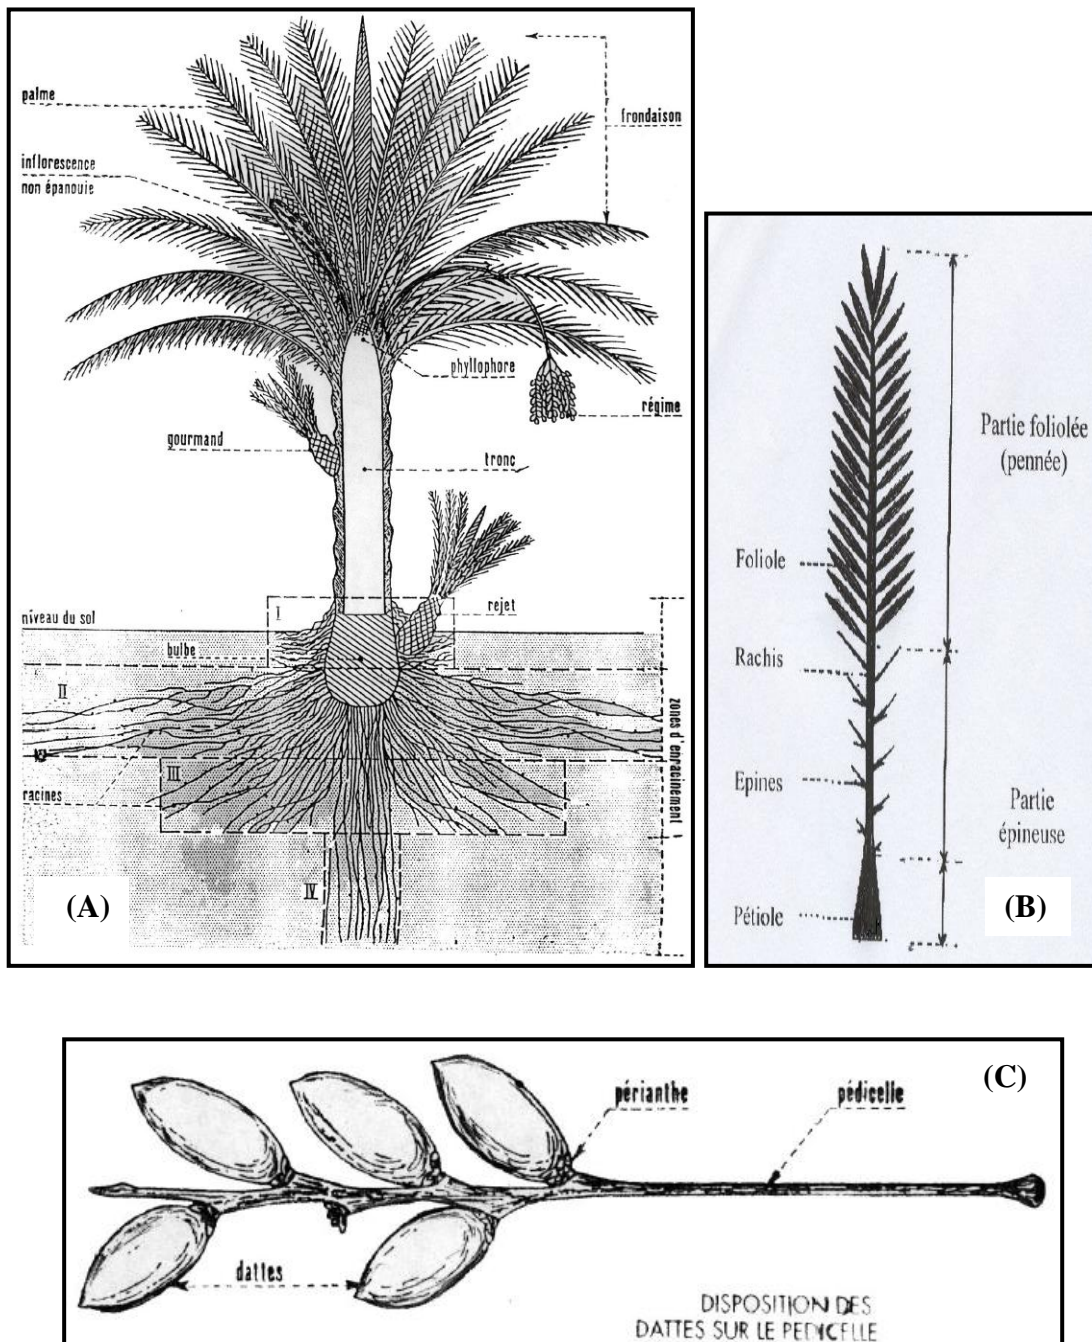 palme
inflorescence
non épanouie
frondaison
phyllophore
régime
gourmand
tronc
rejet
niveau du sol
I
bulbe
II
III
racines
IV
zones d'enracinement
(A)
Partie foliolée
(pennée)
Foliole
Rachis
Epines
Partie
épineuse
Pétiole
(B)
(C)
périanthe
pédicelle
dattes
DISPOSITION DES
DATTES SUR LE PEDICELLE